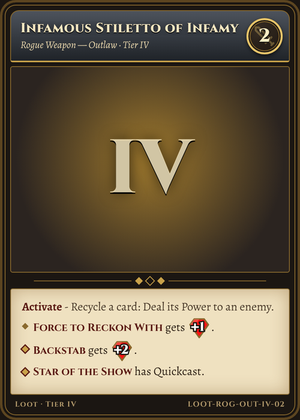 Infamous Stiletto of Infamy
Rogue Weapon — Outlaw · Tier IV
2
IV
Activate - Recycle a card: Deal its Power to an enemy.
Force to Reckon With gets +1 .
Backstab gets +2 .
Star of the Show has Quickcast.
Loot · Tier IV
LOOT-ROG-OUT-IV-02